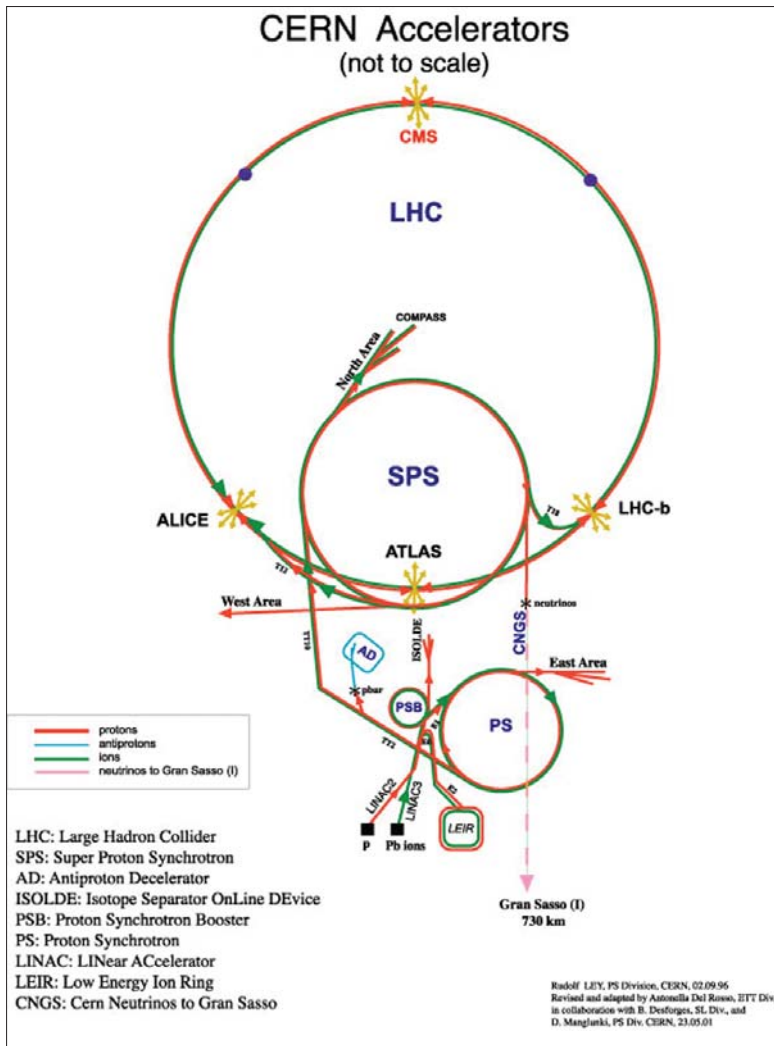 CERN Accelerators
(not to scale)
CMS
LHC
COMPASS
North Area
SPS
ALICE
TI8
LHC-b
ATLAS
TI2
West Area
neutrinos
CNGS
ISOLDE
TT10
AD
East Area
pbar
PSB
PS
TT2
E2
LINAC2
LINAC3
LEIR
P
Pb ions
protons
antiprotons
ions
neutrinos to Gran Sasso (I)
Gran Sasso (I)
730 km
LHC: Large Hadron Collider
SPS: Super Proton Synchrotron
AD: Antiproton Decelerator
ISOLDE: Isotope Separator OnLine DEvice
PSB: Proton Synchrotron Booster
PS: Proton Synchrotron
LINAC: LINear ACcelerator
LEIR: Low Energy Ion Ring
CNGS: Cern Neutrinos to Gran Sasso
Rudolf LEY, PS Division, CERN, 02.09.96
Revised and adapted by Antonella Del Rosso, ETT Div.,
in collaboration with B. Desforges, SL Div., and
D. Manglunki, PS Div. CERN, 23.05.01